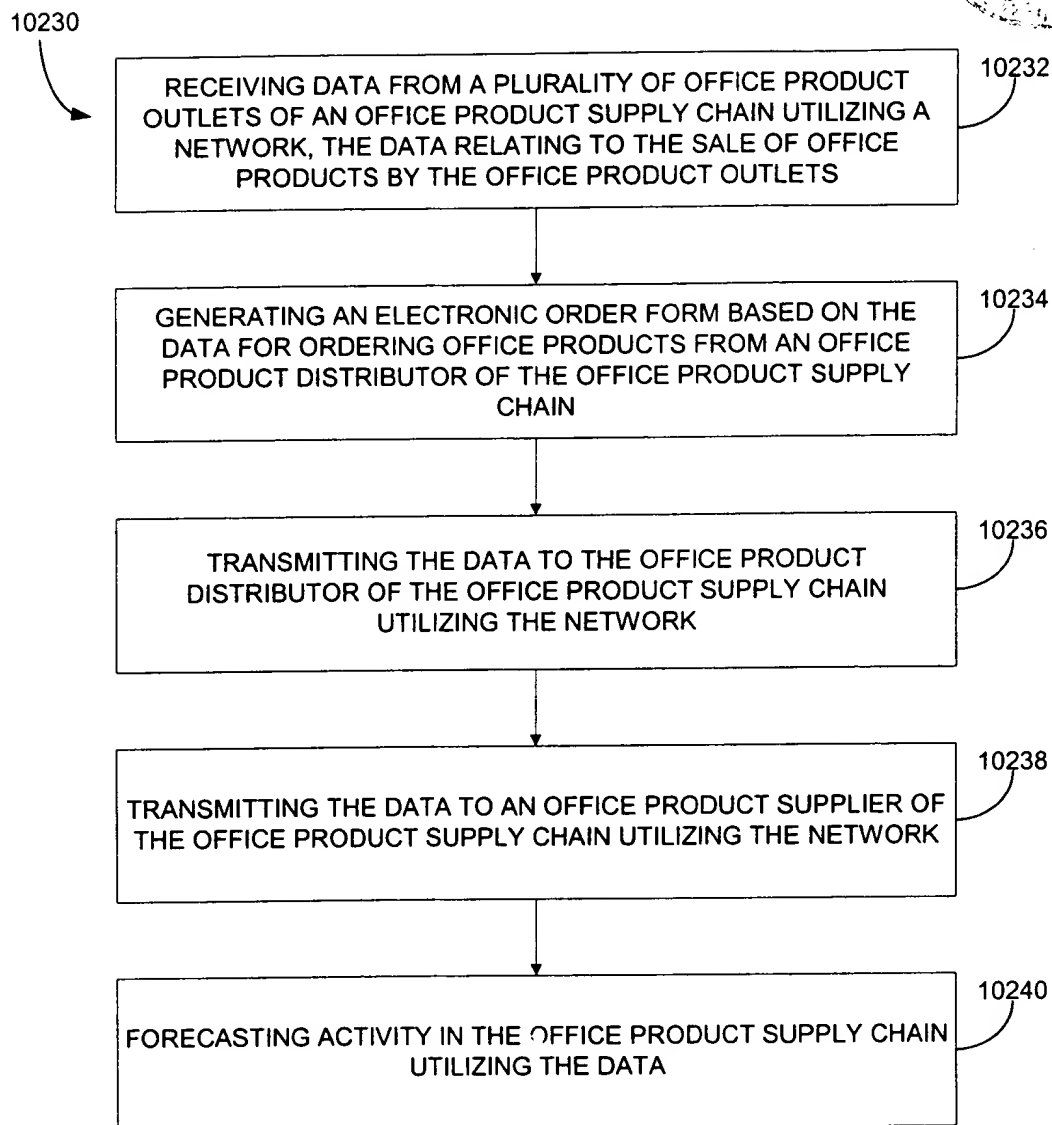 10230
10232
RECEIVING DATA FROM A PLURALITY OF OFFICE PRODUCT
OUTLETS OF AN OFFICE PRODUCT SUPPLY CHAIN UTILIZING A
NETWORK, THE DATA RELATING TO THE SALE OF OFFICE
PRODUCTS BY THE OFFICE PRODUCT OUTLETS
10234
GENERATING AN ELECTRONIC ORDER FORM BASED ON THE
DATA FOR ORDERING OFFICE PRODUCTS FROM AN OFFICE
PRODUCT DISTRIBUTOR OF THE OFFICE PRODUCT SUPPLY
CHAIN
10236
TRANSMITTING THE DATA TO THE OFFICE PRODUCT
DISTRIBUTOR OF THE OFFICE PRODUCT SUPPLY CHAIN
UTILIZING THE NETWORK
10238
TRANSMITTING THE DATA TO AN OFFICE PRODUCT SUPPLIER OF
THE OFFICE PRODUCT SUPPLY CHAIN UTILIZING THE NETWORK
10240
FORECASTING ACTIVITY IN THE OFFICE PRODUCT SUPPLY CHAIN
UTILIZING THE DATA